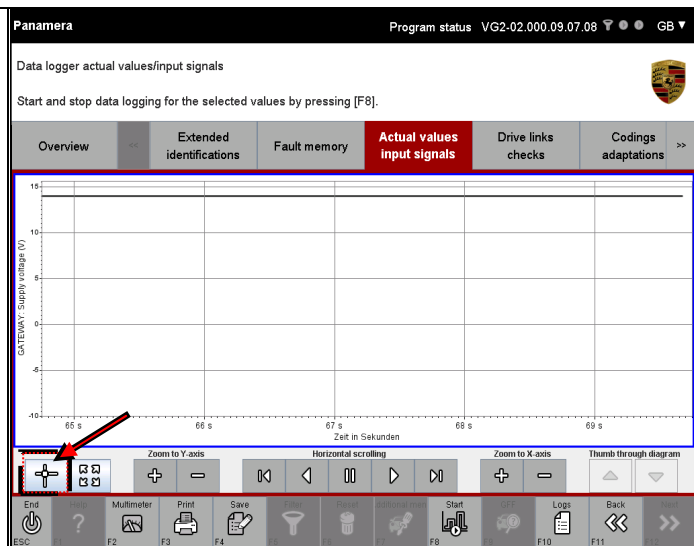 Panamera Program status VG2-02.000.09.07.08 GB
Data logger actual values/input signals
Start and stop data logging for the selected values by pressing [F8].
Overview << Extended identifications Fault memory Actual values input signals Drive links checks Codings adaptations >>
GATEWAY: Supply voltage (V)
15
10
5
0
-5
-10
65 s 66 s 67 s 68 s 69 s
Zeit in Sekunden
Zoom to Y-axis Horizontal scrolling Zoom to X-axis Thumb through diagram
End Help Multimeter Print Save Filter Reset Start OFF Logs Back Next
ESC F1 F2 F3 F4 F5 F6 F7 F8 F9 F10 F11 F12